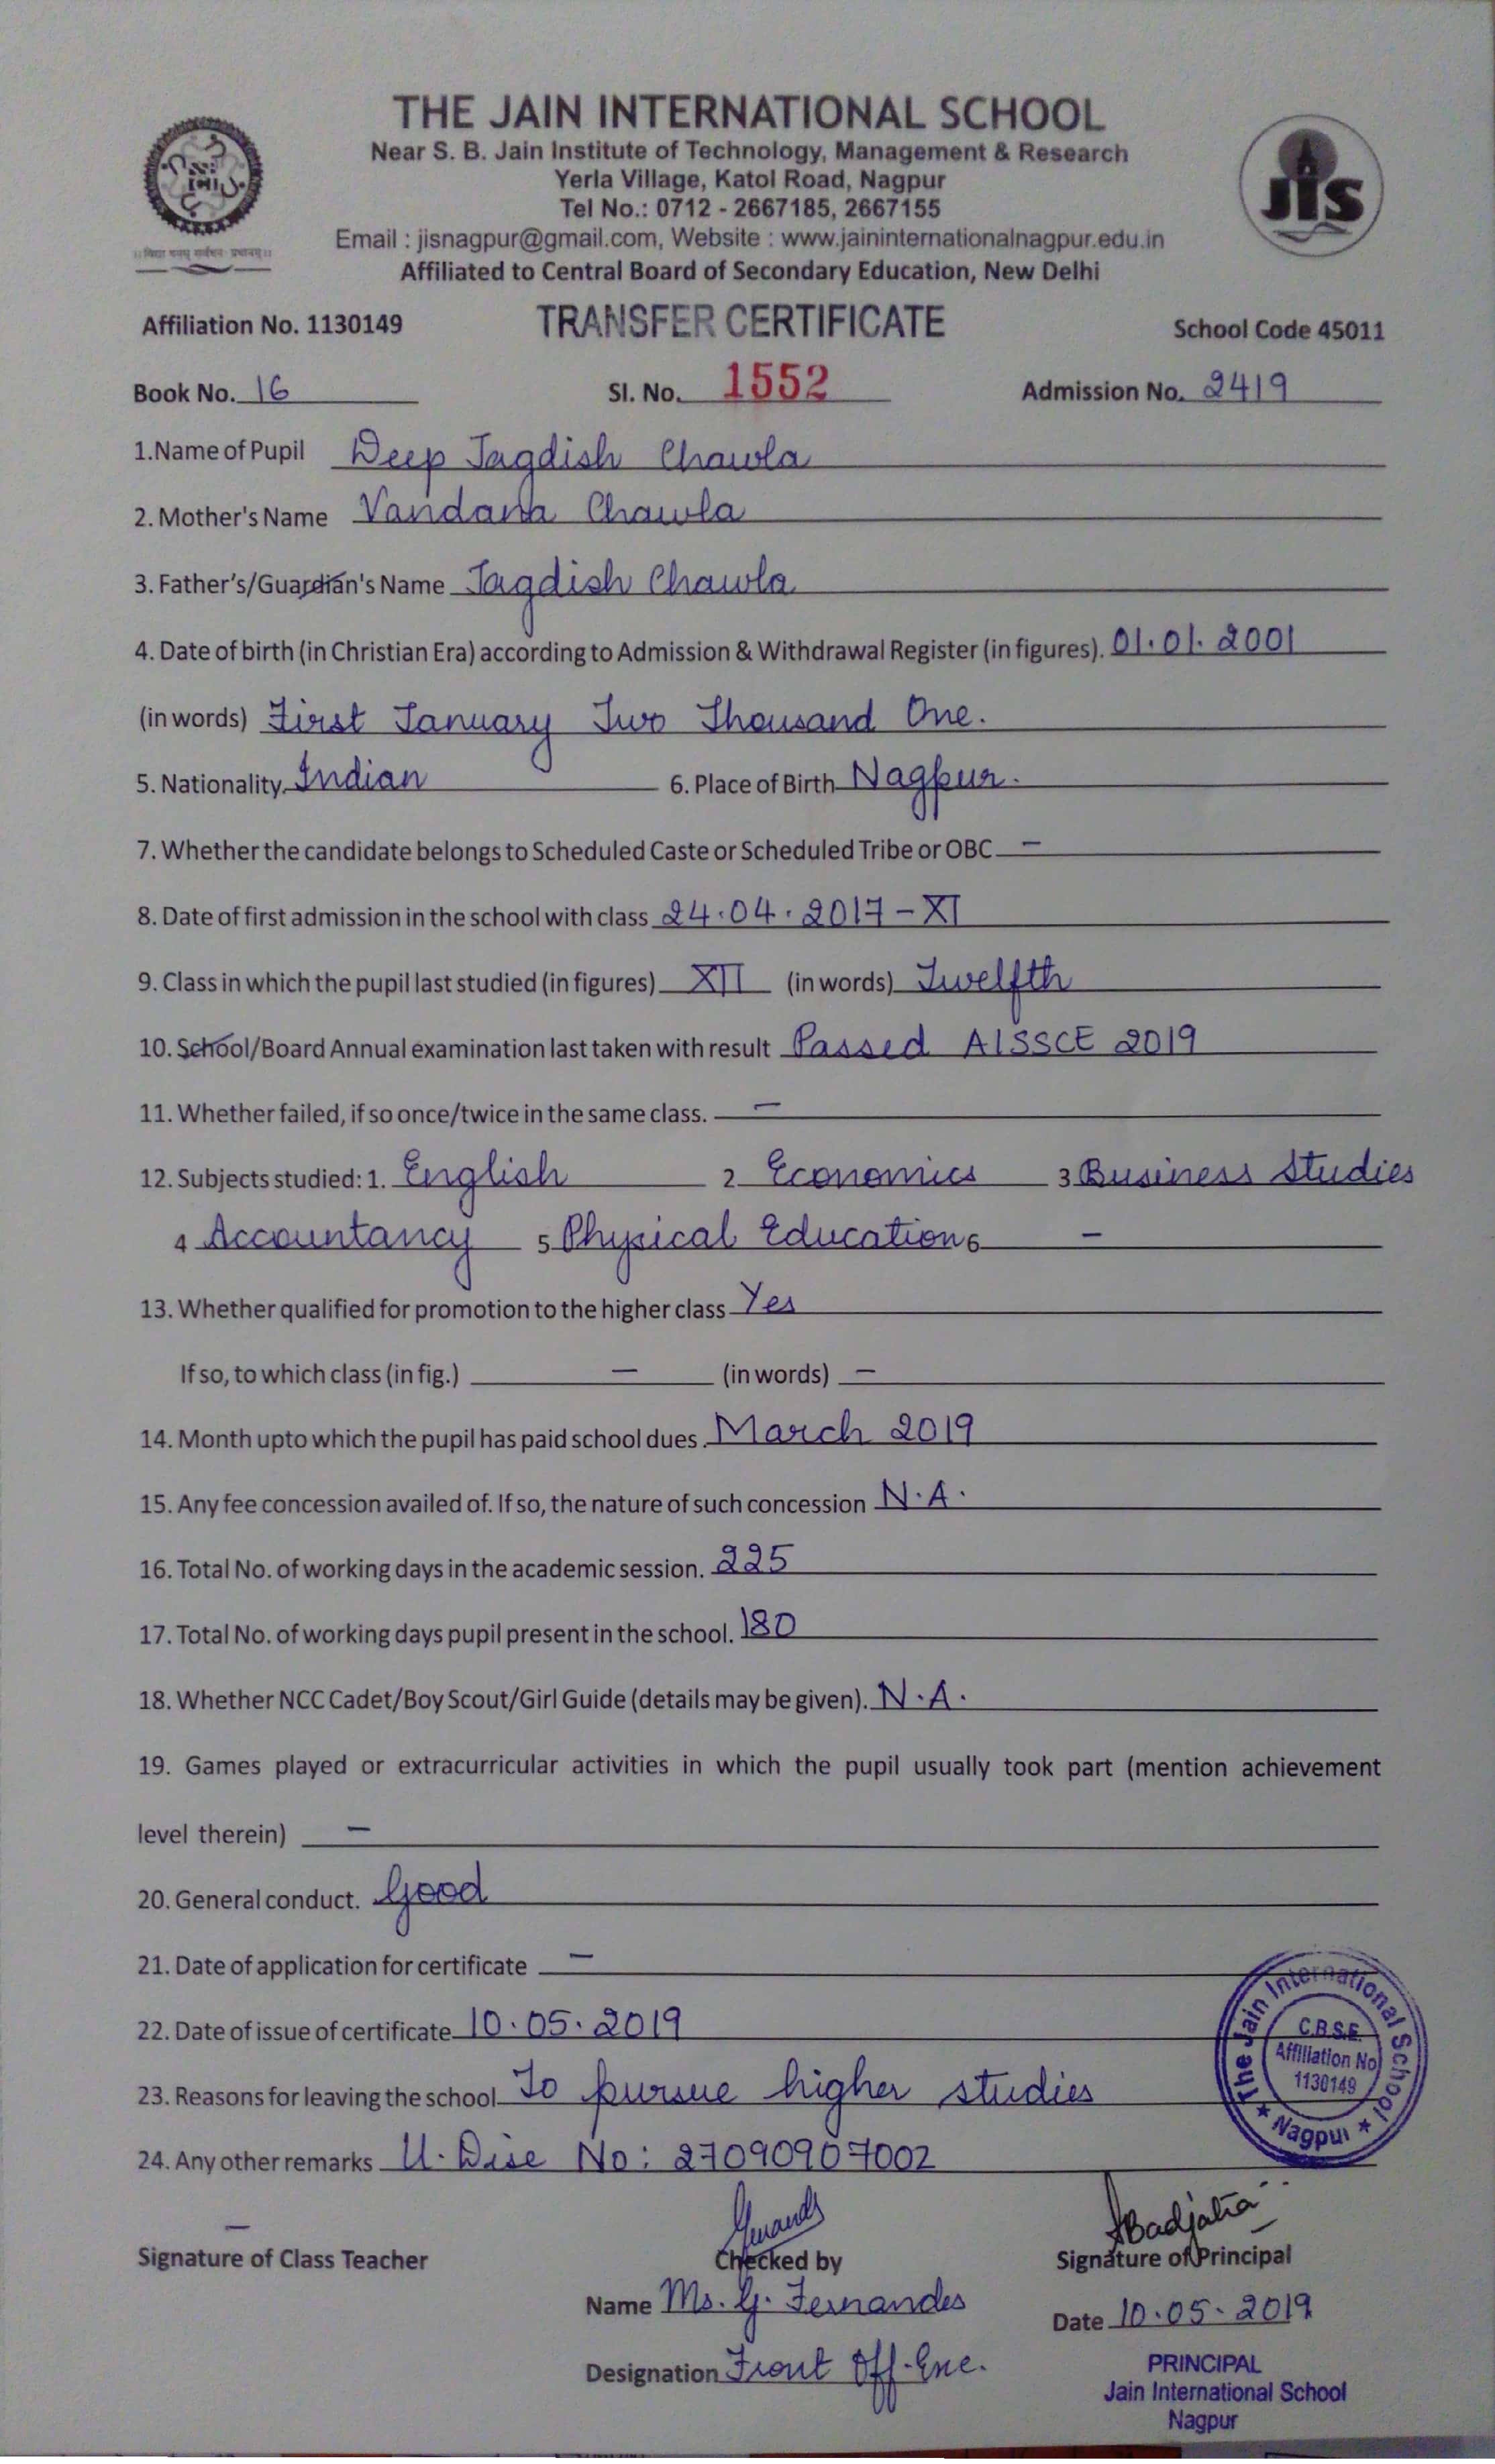 THE JAIN INTERNATIONAL SCHOOL
Near S. B. Jain Institute of Technology, Management & Research
Yerla Village, Katol Road, Nagpur
Tel No.: 0712 - 2667185, 2667155
Email : jisnagpur@gmail.com, Website : www.jaininternationalnagpur.edu.in
Affiliated to Central Board of Secondary Education, New Delhi
JIS
Affiliation No. 1130149 TRANSFER CERTIFICATE School Code 45011
Book No. 16 Sl. No. 1552 Admission No. 2419
1.Name of Pupil Deep Jagdish Chawla
2. Mother's Name Vandana Chawla
3. Father's/Guardian's Name Jagdish Chawla
4. Date of birth (in Christian Era) according to Admission & Withdrawal Register (in figures). 01.01.2001
(in words) First January Two Thousand One.
5. Nationality. Indian 6. Place of Birth Nagpur.
7. Whether the candidate belongs to Scheduled Caste or Scheduled Tribe or OBC –
8. Date of first admission in the school with class 24.04.2017 - XI
9. Class in which the pupil last studied (in figures) XII (in words) Twelfth
10. School/Board Annual examination last taken with result Passed AISSCE 2019
11. Whether failed, if so once/twice in the same class. –
12. Subjects studied: 1. English 2 Economics 3 Business Studies
4 Accountancy 5 Physical Education 6 –
13. Whether qualified for promotion to the higher class Yes
If so, to which class (in fig.) – (in words) –
14. Month upto which the pupil has paid school dues. March 2019
15. Any fee concession availed of. If so, the nature of such concession N.A.
16. Total No. of working days in the academic session. 225
17. Total No. of working days pupil present in the school. 180
18. Whether NCC Cadet/Boy Scout/Girl Guide (details may be given). N.A.
19. Games played or extracurricular activities in which the pupil usually took part (mention achievement
level therein) –
20. General conduct. Good
21. Date of application for certificate –
22. Date of issue of certificate 10.05.2019
23. Reasons for leaving the school To pursue higher studies
24. Any other remarks U.Dise No: 27090907002
The Jain International School
C.B.S.E.
Affiliation No
1130149
★ Nagpur ★
–
Badjatia
Signature of Class Teacher Checked by Signature of Principal
Name Ms. G. Fernandes Date 10.05.2019
Designation Front Off. Exe.
PRINCIPAL
Jain International School
Nagpur